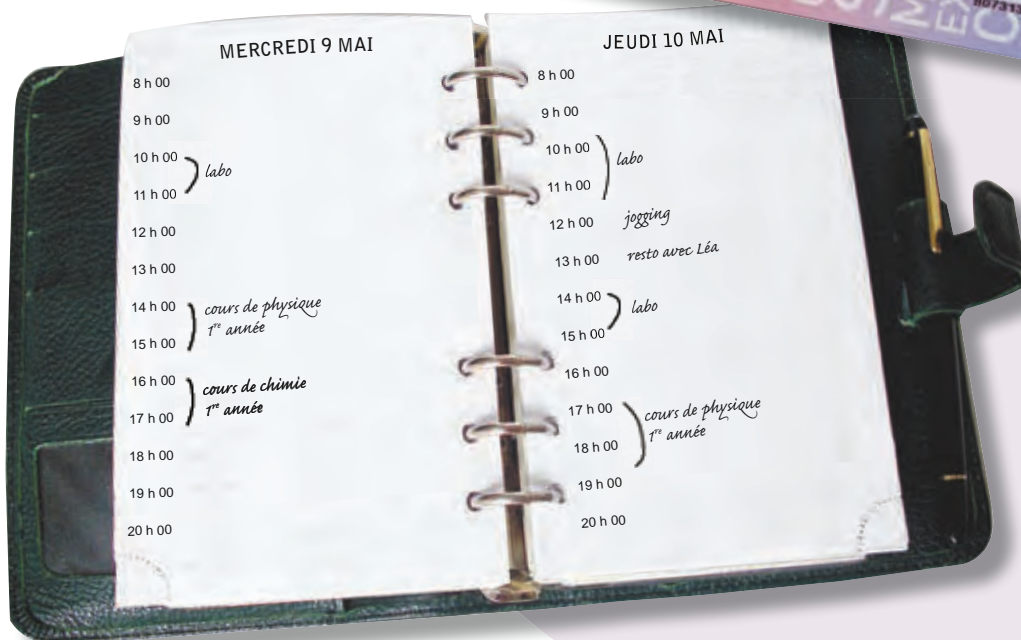 MERCREDI 9 MAI
8 h 00
9 h 00
10 h 00
labo
11 h 00
12 h 00
13 h 00
14 h 00
cours de physique
1re année
15 h 00
16 h 00
cours de chimie
1re année
17 h 00
18 h 00
19 h 00
20 h 00
JEUDI 10 MAI
8 h 00
9 h 00
10 h 00
labo
11 h 00
12 h 00 jogging
13 h 00 resto avec Léa
14 h 00
labo
15 h 00
16 h 00
17 h 00
cours de physique
1re année
18 h 00
19 h 00
20 h 00